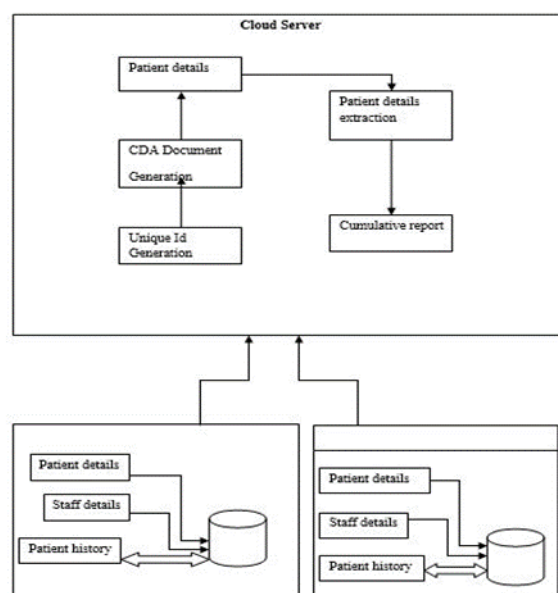 Cloud Server
Patient details
Patient details
extraction
CDA Document
Generation
Unique Id
Generation
Cumulative report
Patient details
Staff details
Patient history
Patient details
Staff details
Patient history